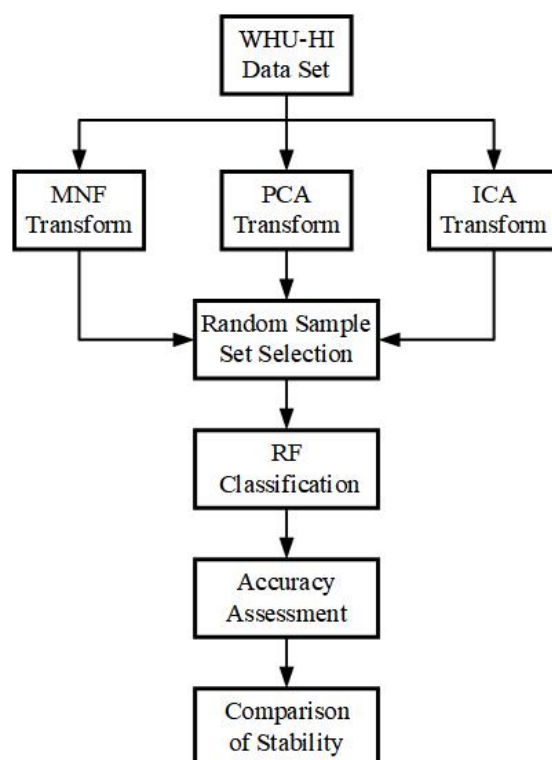 WHU-HI
Data Set
MNF
Transform
PCA
Transform
ICA
Transform
Random Sample
Set Selection
RF
Classification
Accuracy
Assessment
Comparison
of Stability